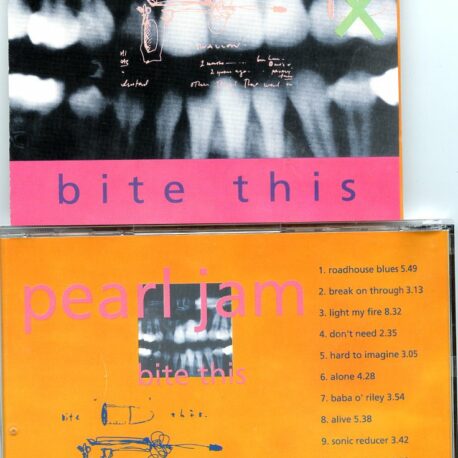 X
SWALLOW
bite this
pearl jam
bite this
bite this.
1. roadhouse blues 5.49
2. break on through 3.13
3. light my fire 8.32
4. don't need 2.35
5. hard to imagine 3.05
6. alone 4.28
7. baba o' riley 3.54
8. alive 5.38
9. sonic reducer 3.42